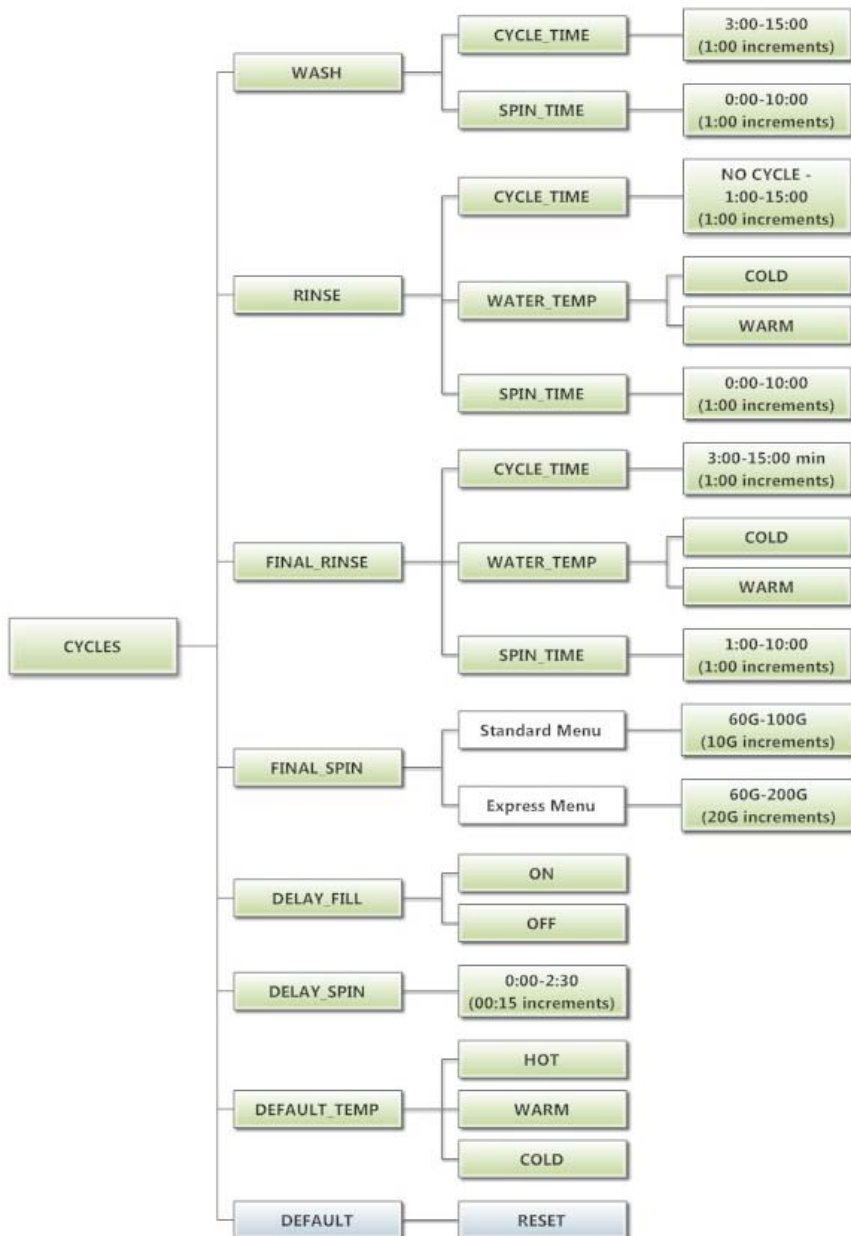 CYCLES
WASH
CYCLE_TIME
3:00-15:00
(1:00 increments)
SPIN_TIME
0:00-10:00
(1:00 increments)
RINSE
CYCLE_TIME
NO CYCLE -
1:00-15:00
(1:00 increments)
WATER_TEMP
COLD
WARM
SPIN_TIME
0:00-10:00
(1:00 increments)
FINAL_RINSE
CYCLE_TIME
3:00-15:00 min
(1:00 increments)
WATER_TEMP
COLD
WARM
SPIN_TIME
1:00-10:00
(1:00 increments)
FINAL_SPIN
Standard Menu
60G-100G
(10G increments)
Express Menu
60G-200G
(20G increments)
DELAY_FILL
ON
OFF
DELAY_SPIN
0:00-2:30
(00:15 increments)
DEFAULT_TEMP
HOT
WARM
COLD
DEFAULT
RESET